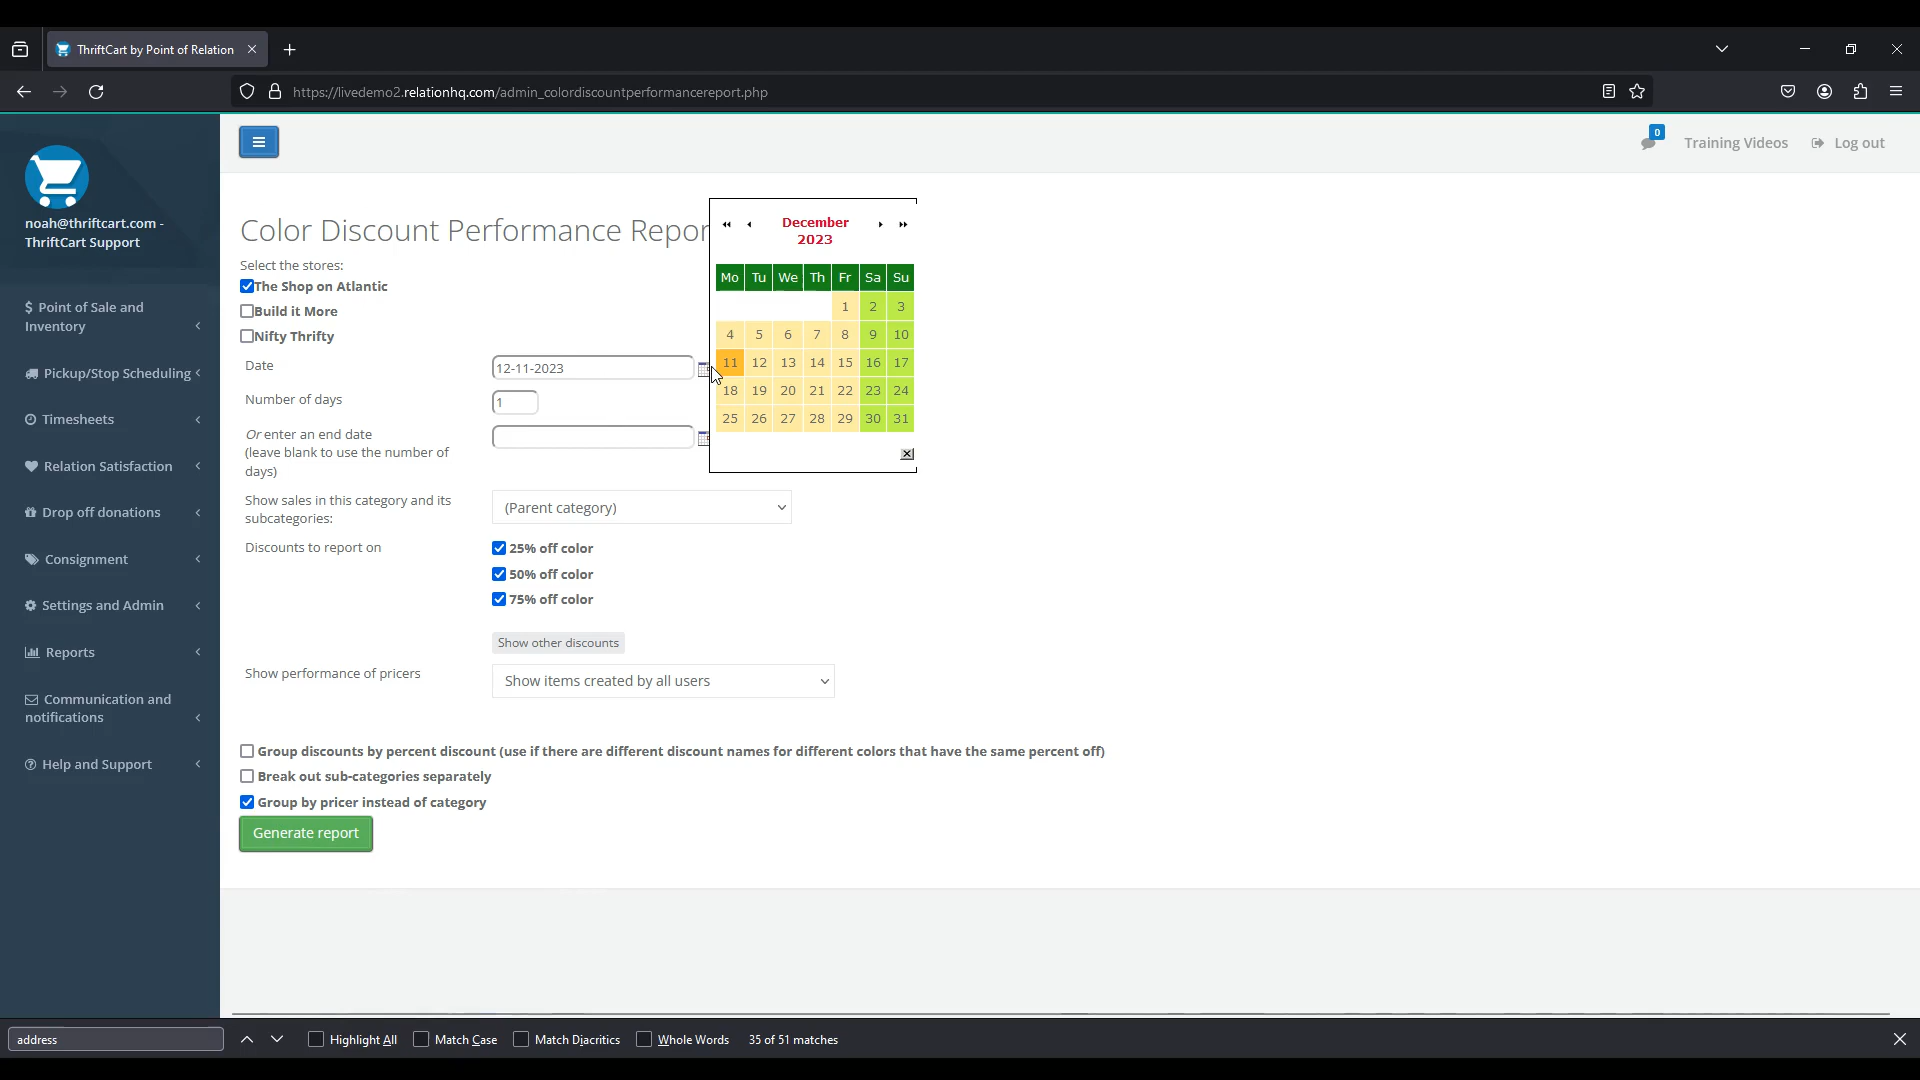 ThriftCart by Point of Relation
https://livedemo2.relationhq.com/admin_colordiscountperformancereport.php
0
Training Videos
Log out
noah@thriftcart.com -
ThriftCart Support
$ Point of Sale and
Inventory
Pickup/Stop Scheduling
Timesheets
Relation Satisfaction
Drop off donations
Consignment
Settings and Admin
Reports
Communication and
notifications
Help and Support
Color Discount Performance Repor
Select the stores:
The Shop on Atlantic
Build it More
Nifty Thrifty
Date
12-11-2023
Number of days
1
Or enter an end date
(leave blank to use the number of
days)
December
2023
Mo Tu We Th Fr Sa Su
1 2 3
4 5 6 7 8 9 10
11 12 13 14 15 16 17
18 19 20 21 22 23 24
25 26 27 28 29 30 31
Show sales in this category and its
subcategories:
(Parent category)
Discounts to report on
25% off color
50% off color
75% off color
Show other discounts
Show performance of pricers
Show items created by all users
Group discounts by percent discount (use if there are different discount names for different colors that have the same percent off)
Break out sub-categories separately
Group by pricer instead of category
Generate report
address
Highlight All
Match Case
Match Diacritics
Whole Words
35 of 51 matches